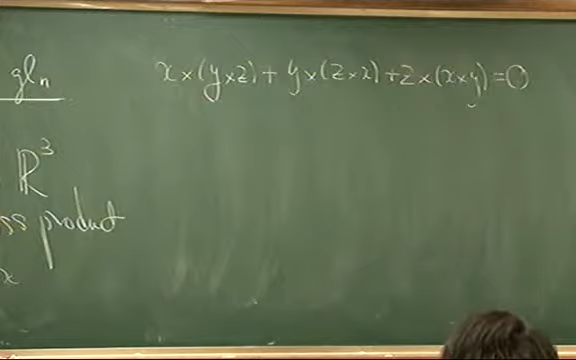 gl_n
x×(y×z)+ y×(z×x)+z×(x×y)=0
ℝ³
ss product
x